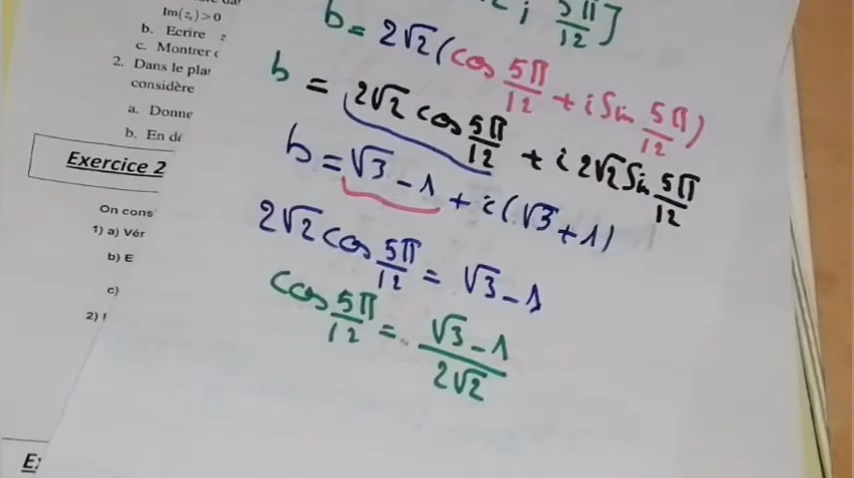 Im(z₁)>0
b. Ecrire z
c. Montrer
2. Dans le pla
considère
a. Donne
b. En dé
Exercice 2
On cons
1) a) Vér
b) E
c)
2)
; 5π/12]
b = 2√2(cos 5π/12 + i Sin 5π/12)
b = 2√2 cos 5π/12 + i 2√2 Sin 5π/12
b = √3 - 1 + i(√3 + 1)
2√2 cos 5π/12 = √3 - 1
cos 5π/12 = (√3 - 1)/(2√2)